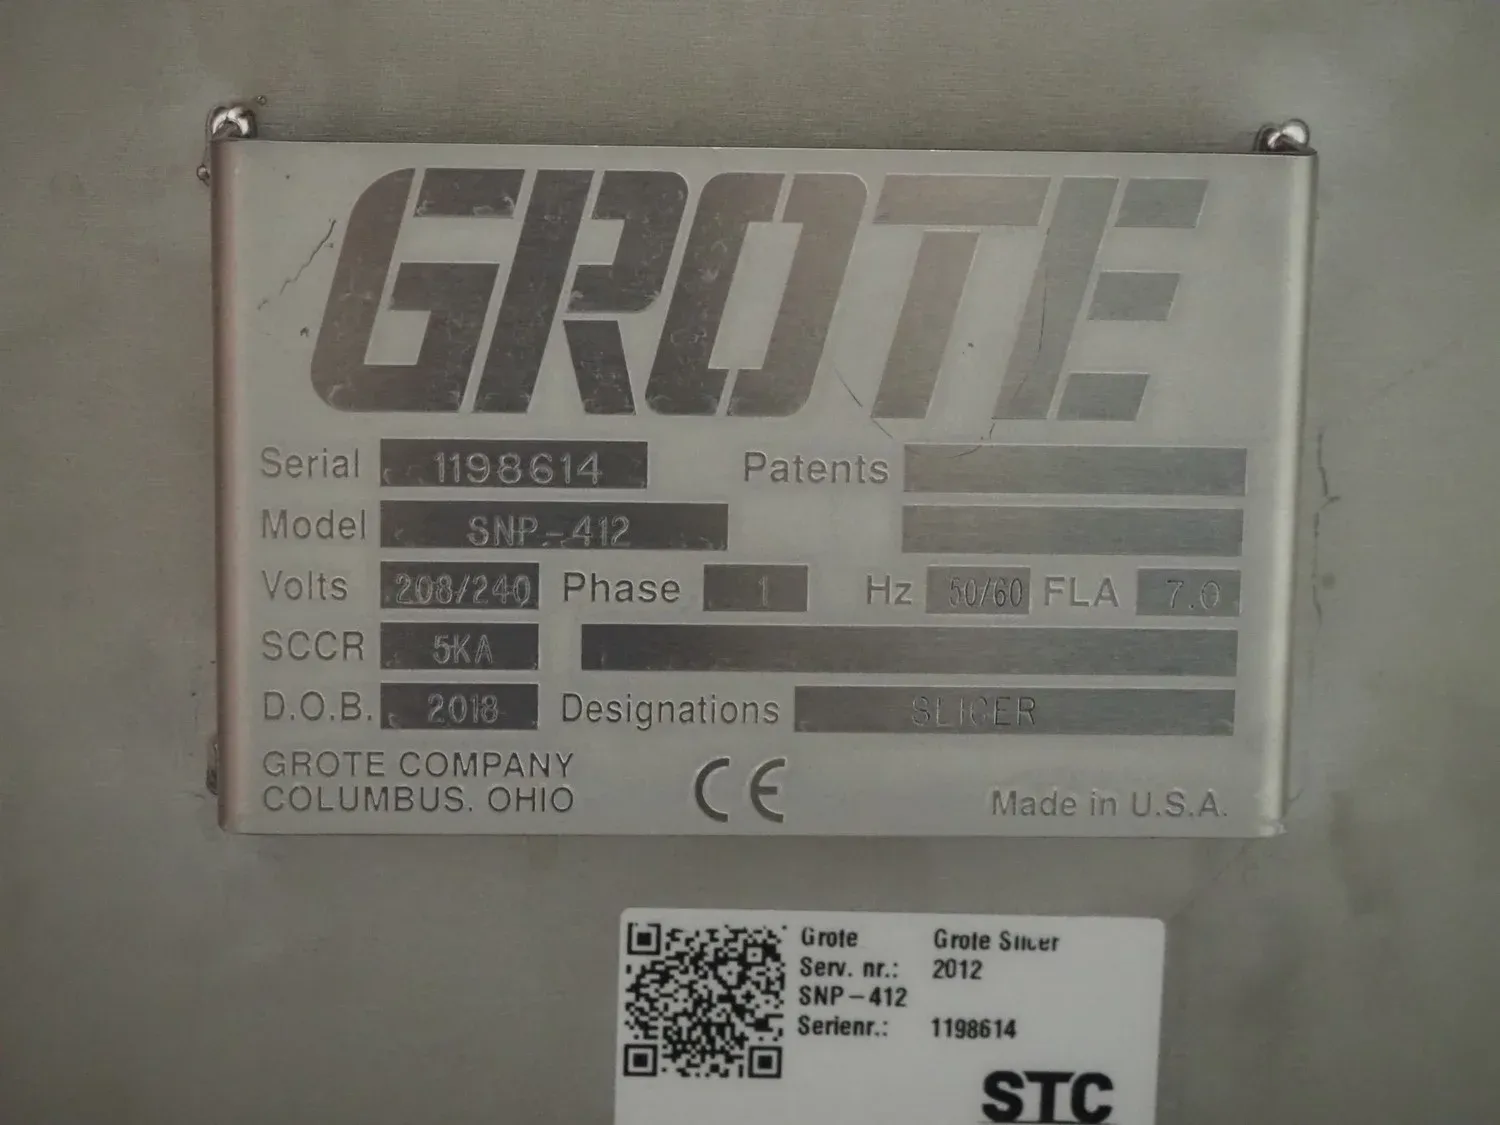 GROTE
Serial 1198614 Patents
Model SNP-412
Volts 208/240 Phase 1 Hz 50/60 FLA 7.0
SCCR 5KA
D.O.B. 2018 Designations SLICER
GROTE COMPANY
COLUMBUS. OHIO
CE
Made in U.S.A.
Grote Grote Slicer
Serv. nr.: 2012
SNP-412
Serienr.: 1198614
STC